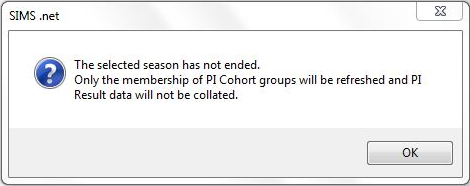 SIMS .net
The selected season has not ended.
Only the membership of PI Cohort groups will be refreshed and PI
Result data will not be collated.
OK